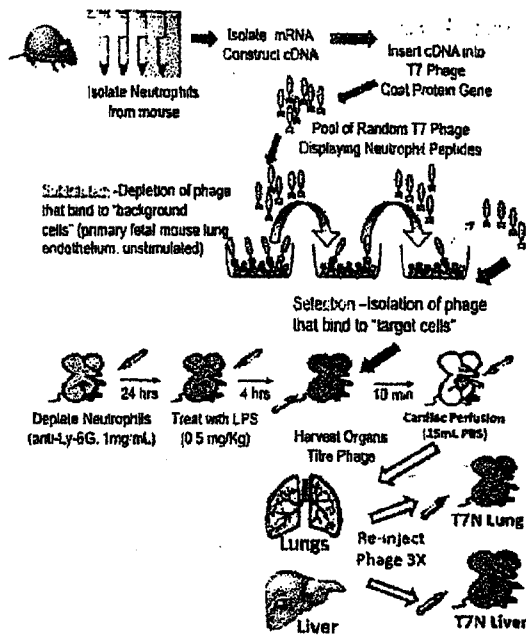 Isolate Neutrophils
from mouse
Isolate mRNA
Construct cDNA
Insert cDNA into
T7 Phage
Coat Protein Gene
Pool of Random T7 Phage
Displaying Neutrophil Peptides
-Depletion of phage
that bind to "background
cells" (primary fetal mouse lung
endothelium, unstimulated)
Selection -Isolation of phage
that bind to "target cells"
24 hrs
4 hrs
10 min
Deplete Neutrophils
(anti-Ly-6G, 1mg/mL)
Treat with LPS
(0.5 mg/Kg)
Cardiac Perfusion
(15mL PBS)
Harvest Organs
Titre Phage
Lungs
Re-inject
Phage 3X
T7N Lung
Liver
T7N Liver